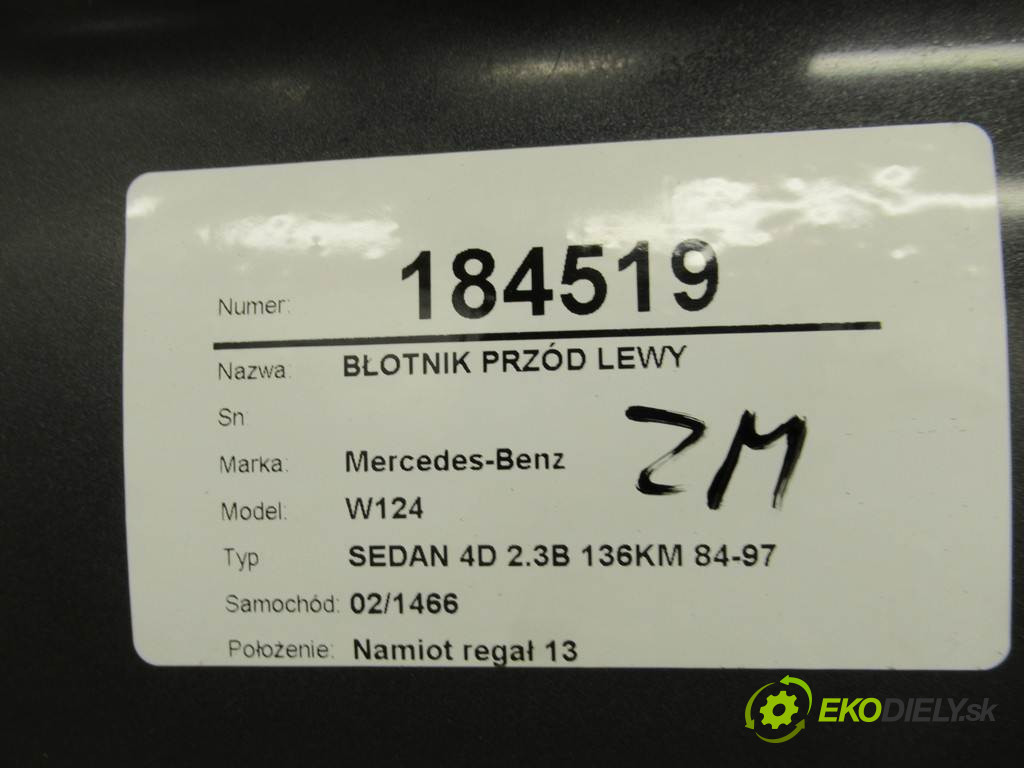 Numer: 184519
Nazwa: BŁOTNIK PRZÓD LEWY
Sn
ZM
Marka: Mercedes-Benz
Model: W124
Typ SEDAN 4D 2.3B 136KM 84-97
Samochód: 02/1466
Położenie: Namiot regał 13
EKODIELY.sk